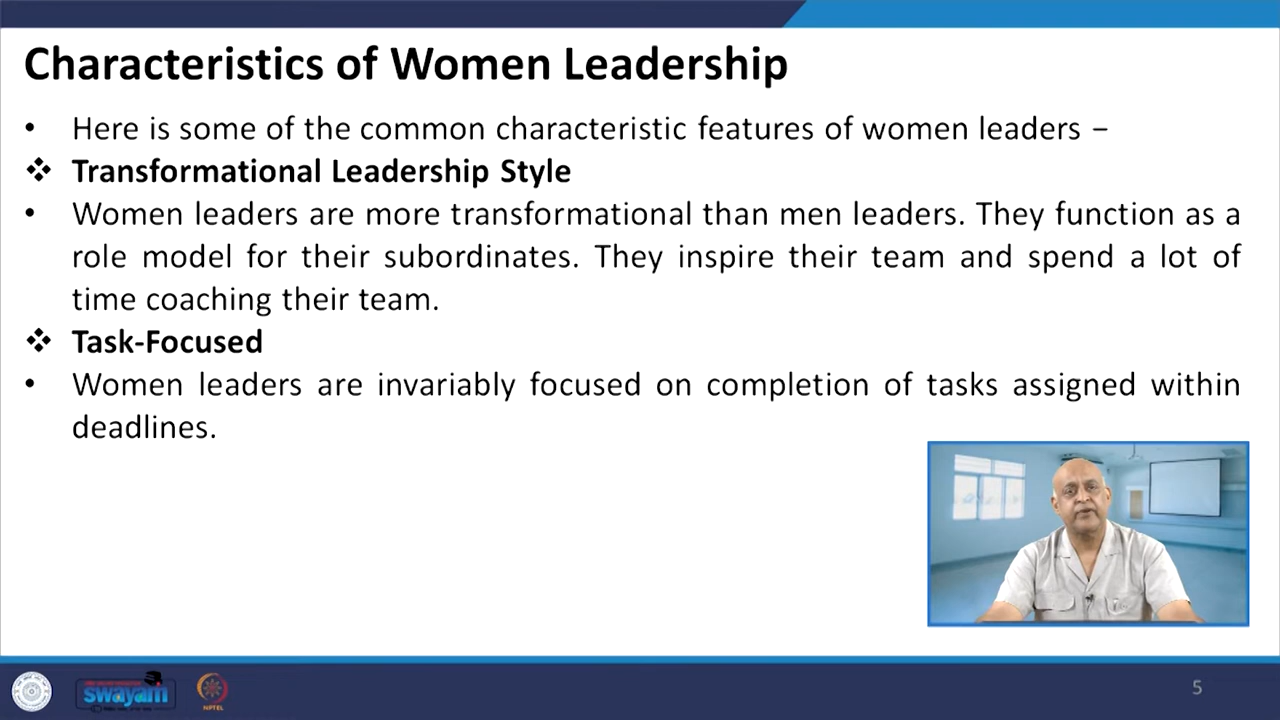 Characteristics of Women Leadership
• Here is some of the common characteristic features of women leaders –
❖ Transformational Leadership Style
• Women leaders are more transformational than men leaders. They function as a
role model for their subordinates. They inspire their team and spend a lot of
time coaching their team.
❖ Task-Focused
• Women leaders are invariably focused on completion of tasks assigned within
deadlines.
swayam
NPTEL
5